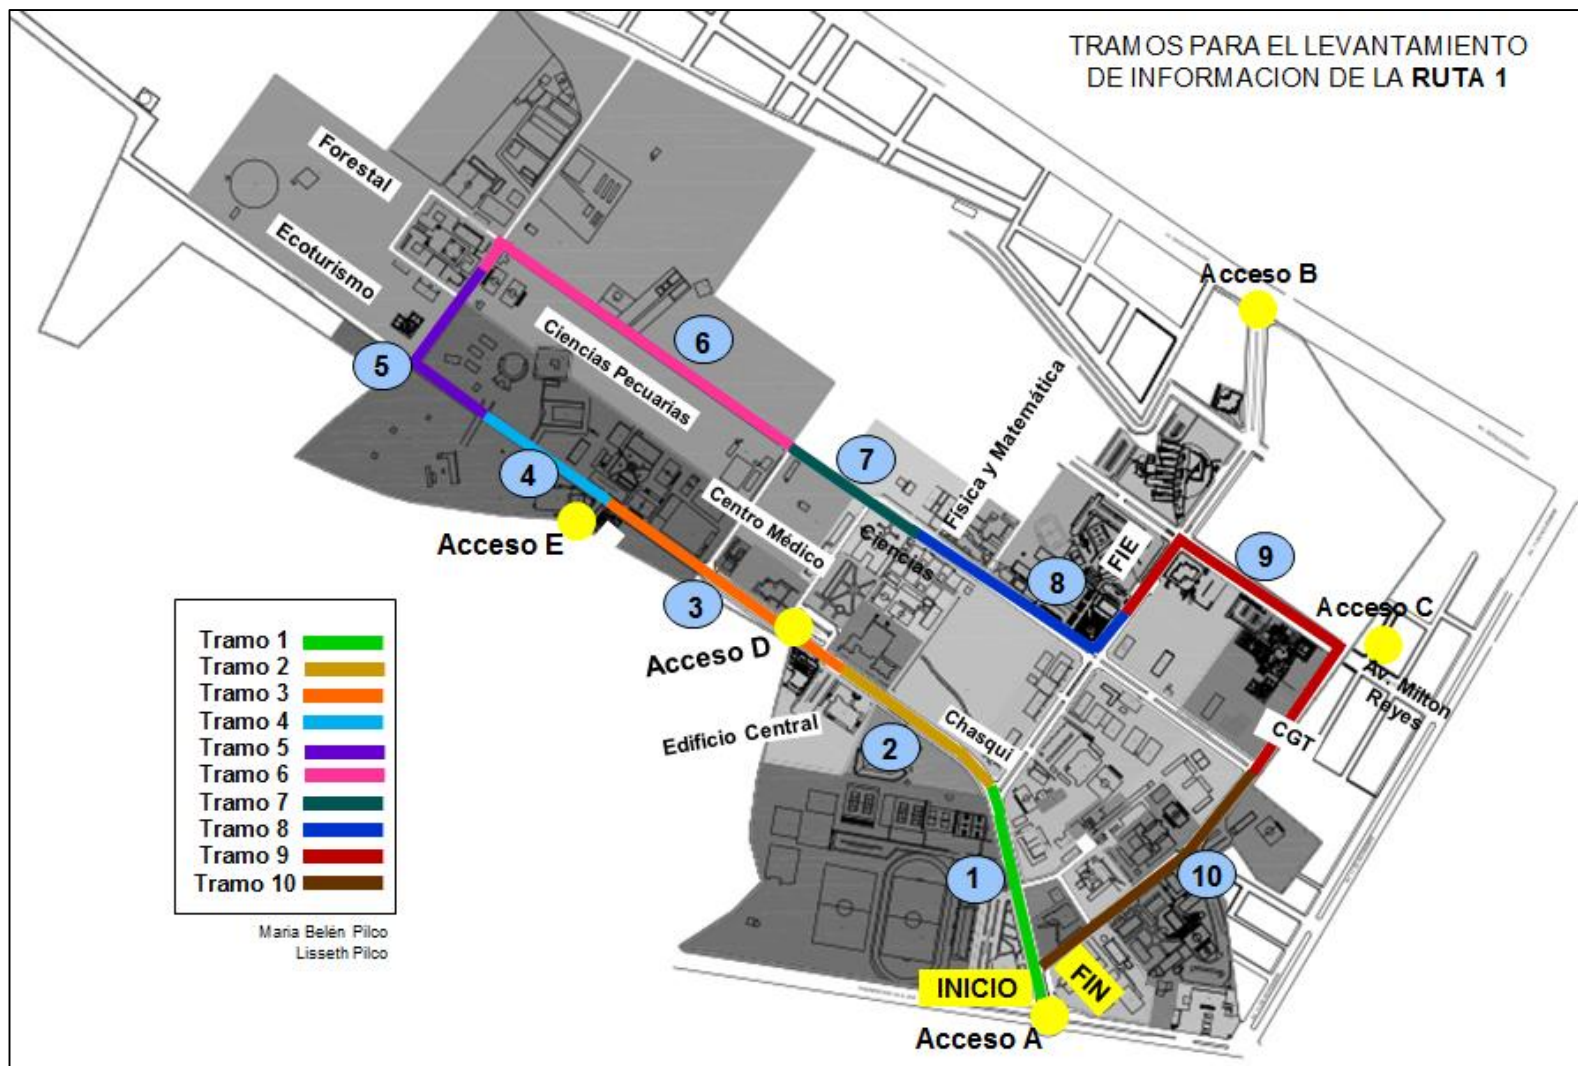 TRAMOS PARA EL LEVANTAMIENTO
DE INFORMACION DE LA RUTA 1
Forestal
Ecoturismo
Acceso B
Ciencias Pecuarias
6
5
Física y Matemática
7
4
Centro Médico
Ciencias
FIE
8
9
Acceso E
Acceso C
3
Acceso D
Av. Milton
Reyes
Edificio Central
Chasqui
CGT
2
1
10
INICIO
FIN
Acceso A
Tramo 1
Tramo 2
Tramo 3
Tramo 4
Tramo 5
Tramo 6
Tramo 7
Tramo 8
Tramo 9
Tramo 10
Maria Belén Pilco
Lisseth Pilco